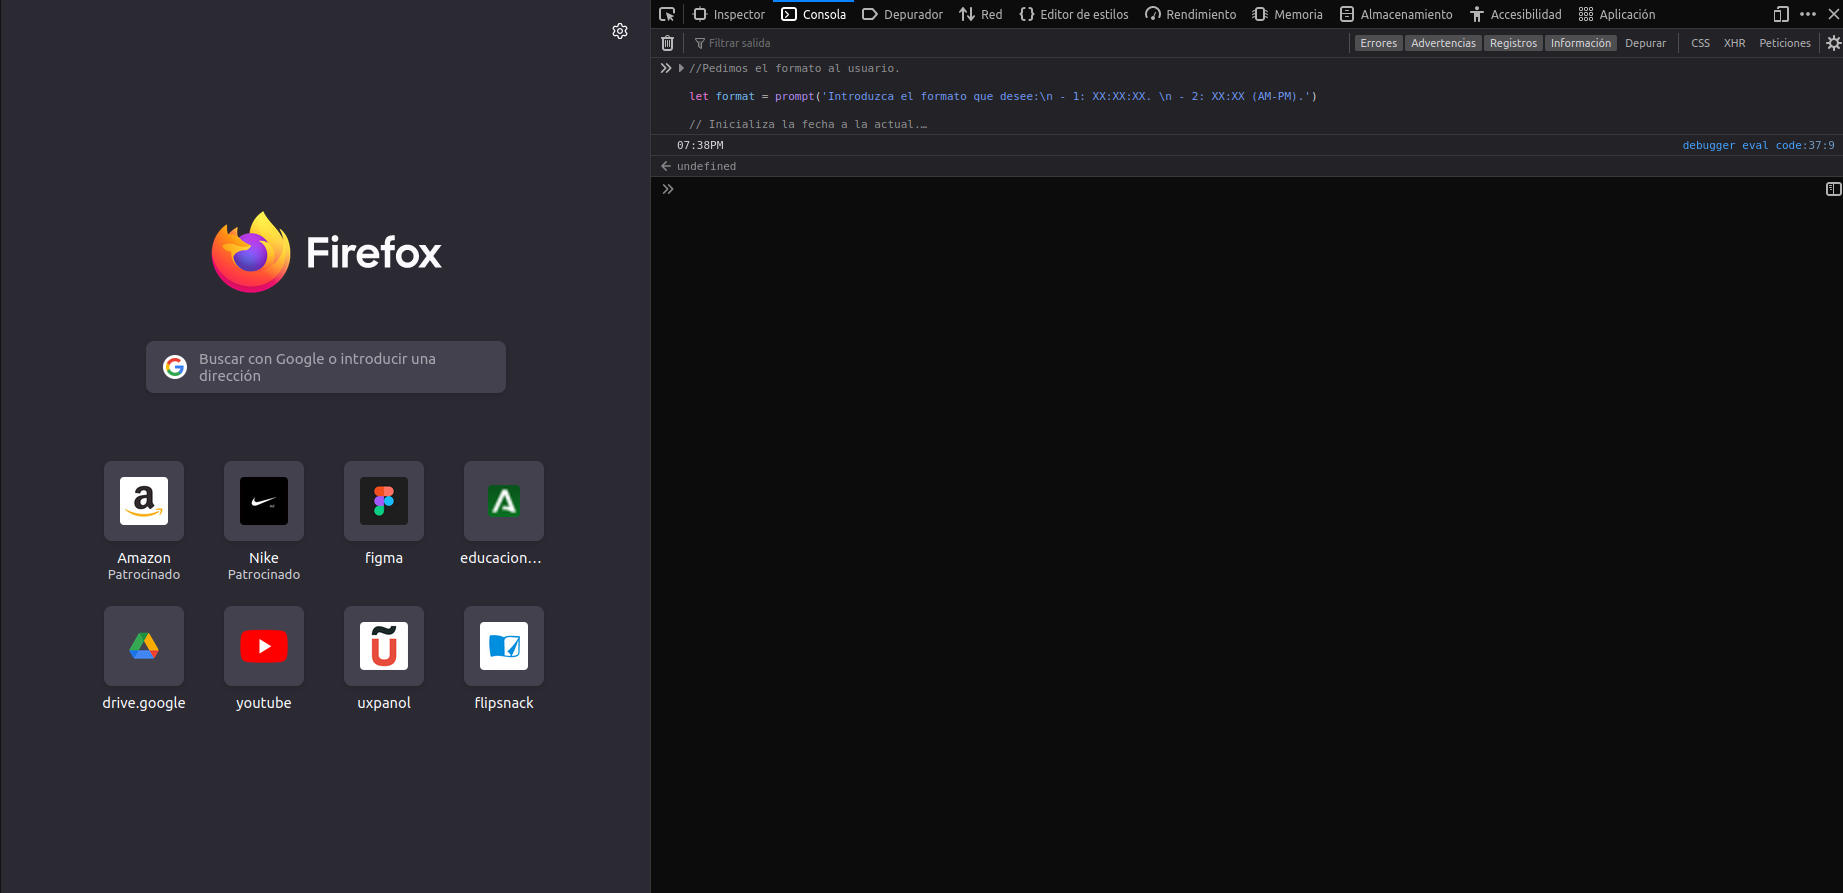 Inspector
Consola
Depurador
Red
Editor de estilos
Rendimiento
Memoria
Almacenamiento
Accesibilidad
Aplicación
Filtrar salida
Errores
Advertencias
Registros
Información
Depurar
CSS
XHR
Peticiones
//Pedimos el formato al usuario.
let format = prompt('Introduzca el formato que desee:\n - 1: XX:XX:XX. \n - 2: XX:XX (AM-PM).')
// Inicializa la fecha a la actual.…
07:38PM
debugger eval code:37:9
undefined
Firefox
Buscar con Google o introducir una
dirección
Amazon
Patrocinado
Nike
Patrocinado
figma
educacion…
drive.google
youtube
uxpanol
flipsnack